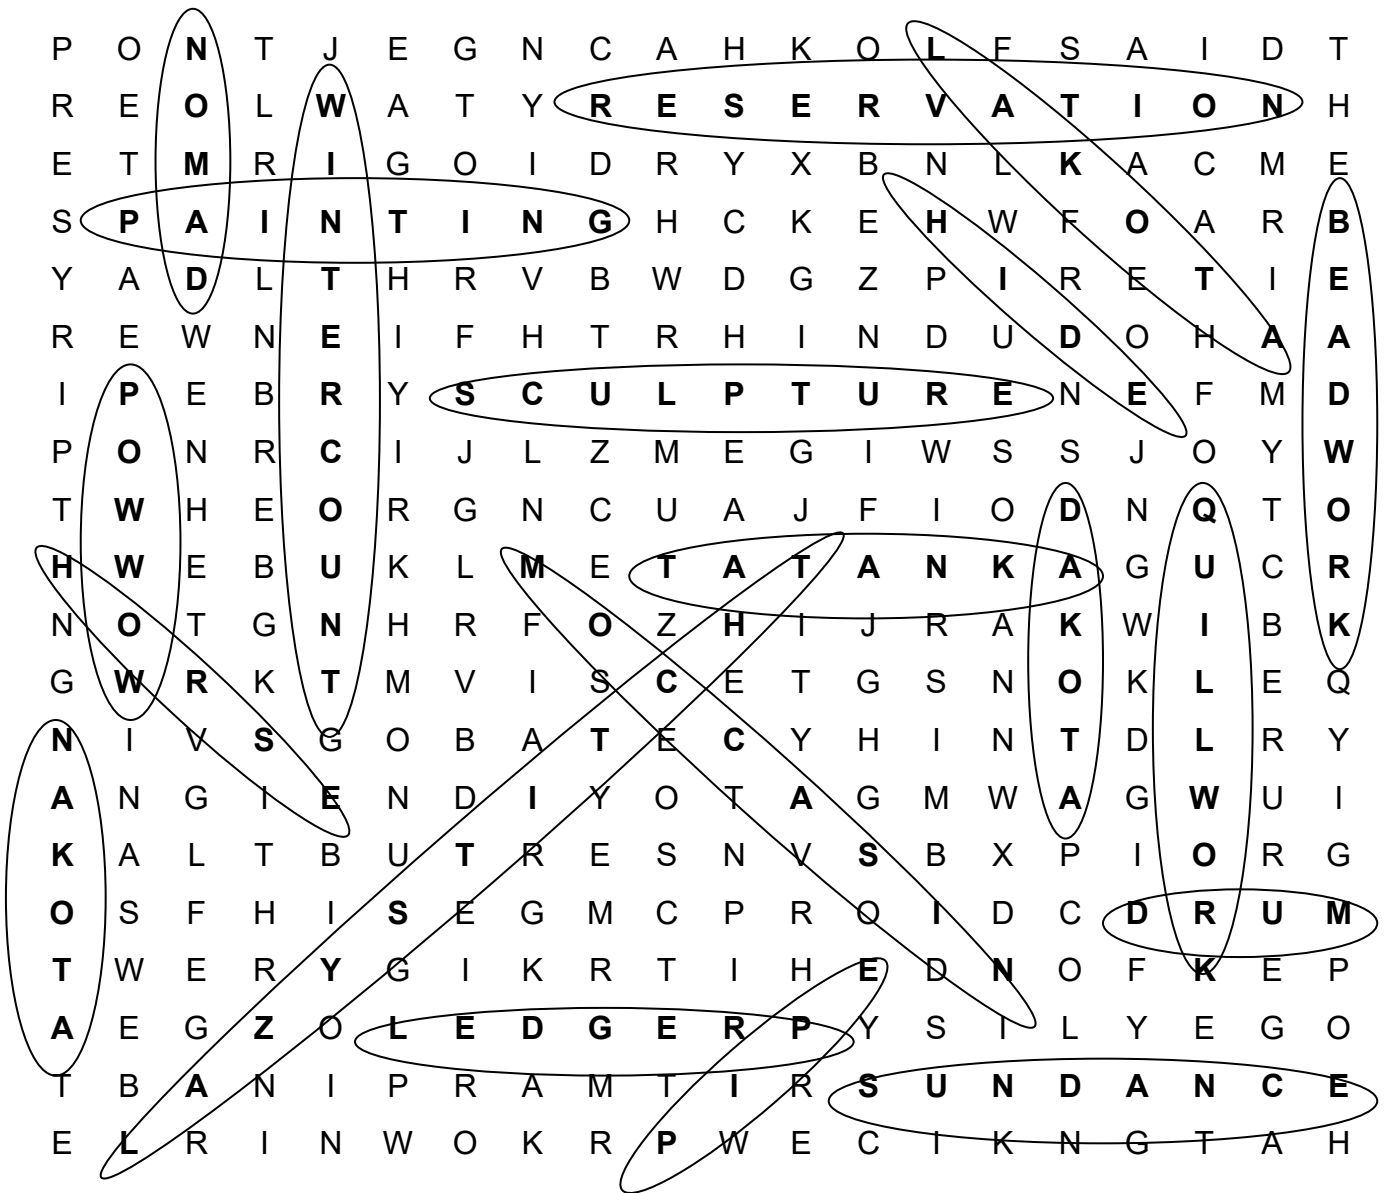 P O N T J E G N C A H K O L F S A I D T
R E O L W A T Y R E S E R V A T I O N H
E T M R I G O I D R Y X B N L K A C M E
S P A I N T I N G H C K E H W F O A R B
Y A D L T H R V B W D G Z P I R E T I E
R E W N E I F H T R H I N D U D O H A A
I P E B R Y S C U L P T U R E N E F M D
P O N R C I J L Z M E G I W S S J O Y W
T W H E O R G N C U A J F I O D N Q T O
H W E B U K L M E T A T A N K A G U C R
N O T G N H R F O Z H I J R A K W I B K
G W R K T M V I S C E T G S N O K L E Q
N I V S G O B A T E C Y H I N T D L R Y
A N G I E N D I Y O T A G M W A G W U I
K A L T B U T R E S N V S B X P I O R G
O S F H I S E G M C P R O I D C D R U M
T W E R Y G I K R T I H E D N O F K E P
A E G Z O L E D G E R P Y S I L Y E G O
T B A N I P R A M T I R S U N D A N C E
E L R I N W O K R P W E C I K N G T A H